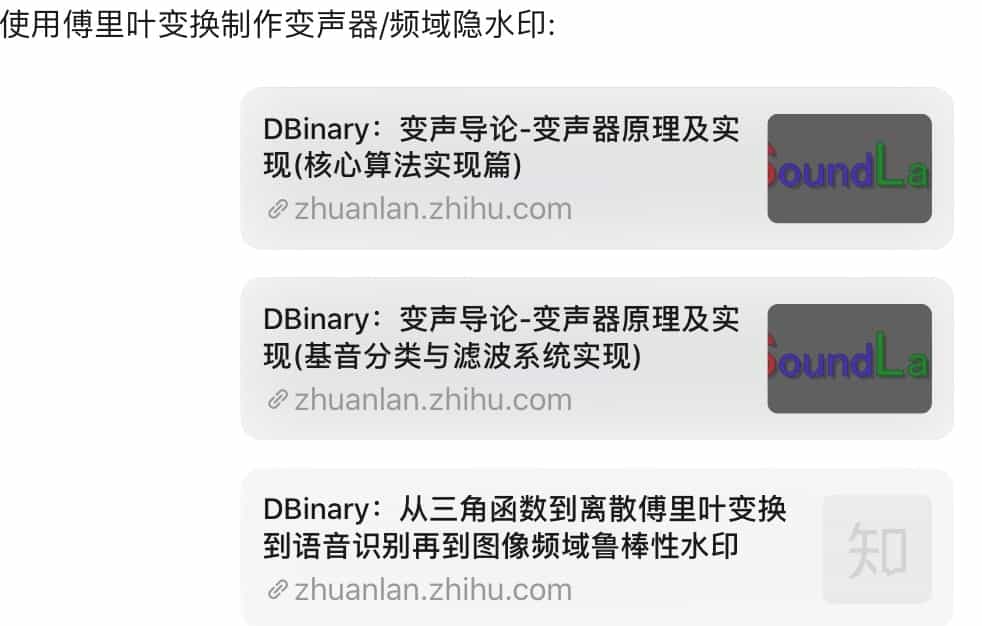 使用傅里叶变换制作变声器/频域隐水印:
DBinary：变声导论-变声器原理及实
现(核心算法实现篇)
zhuanlan.zhihu.com
SoundLa
DBinary：变声导论-变声器原理及实
现(基音分类与滤波系统实现)
zhuanlan.zhihu.com
SoundLa
DBinary：从三角函数到离散傅里叶变换
到语音识别再到图像频域鲁棒性水印
zhuanlan.zhihu.com
知